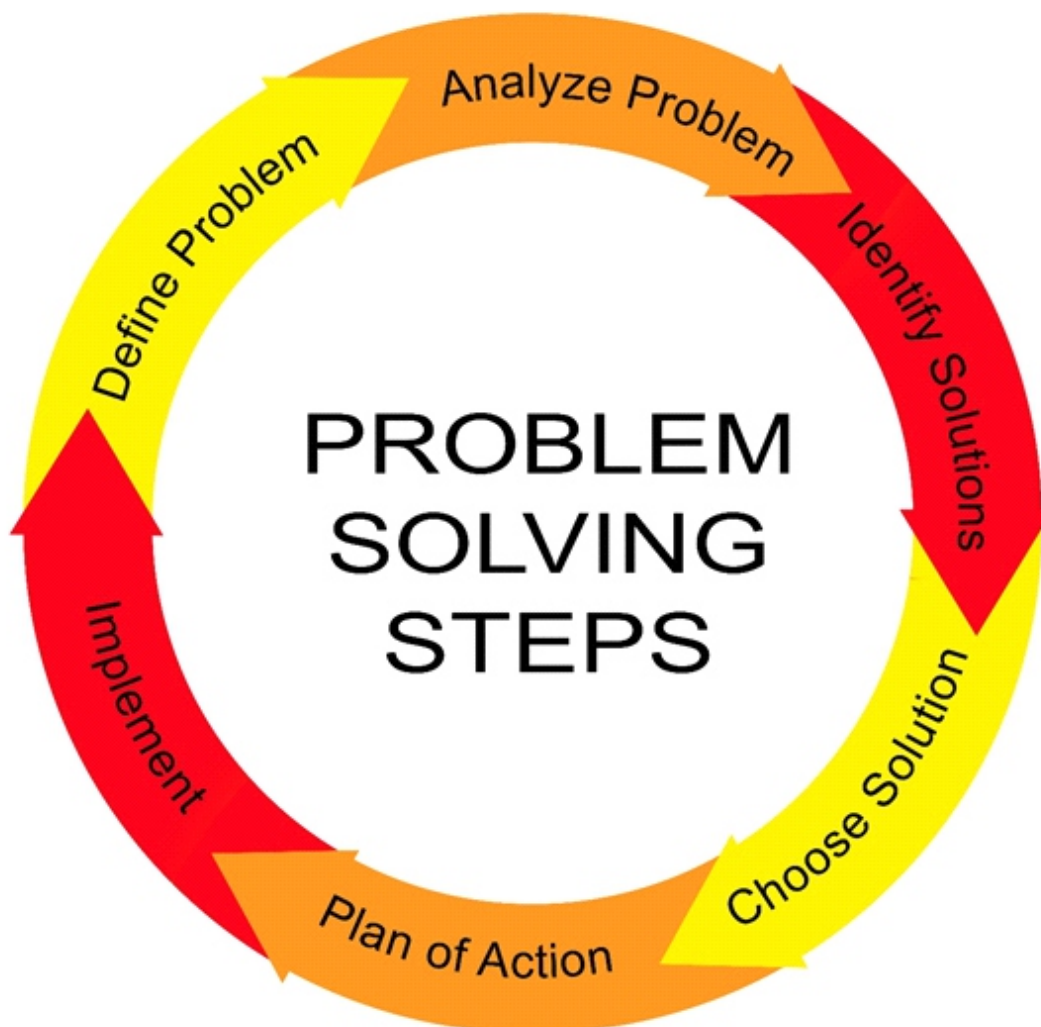 PROBLEM
SOLVING
STEPS
Define Problem
Analyze Problem
Identify Solutions
Choose Solution
Plan of Action
Implement